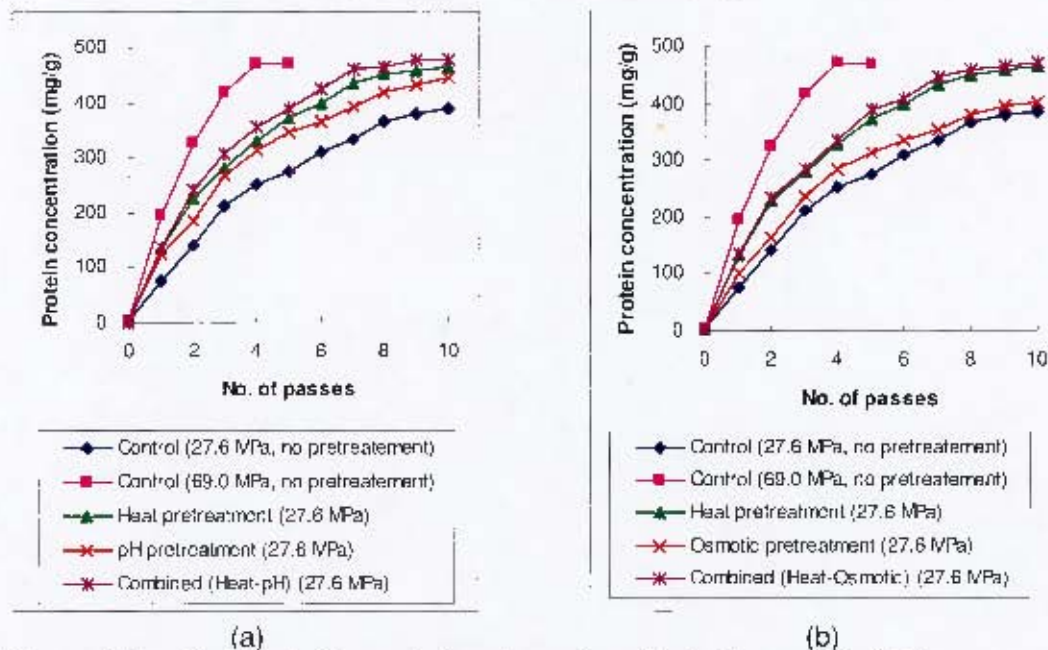 Protein concentration (mg/g)
500
400
300
200
100
0
0 2 4 6 8 10
No. of passes
Control (27.6 MPa, no pretreatement)
Control (69.0 MPa, no pretreatement)
Heat pretreatment (27.6 MPa)
pH pretreatment (27.6 MPa)
Combined (Heat-pH) (27.6 MPa)
(a)
Protein concentration (mg/g)
500
400
300
200
100
0
0 2 4 6 8 10
No. of passes
Control (27.6 MPa, no pretreatement)
Control (69.0 MPa, no pretreatement)
Heat pretreatment (27.6 MPa)
Osmotic pretreatment (27.6 MPa)
Combined (Heat-Osmotic) (27.6 MPa)
(b)